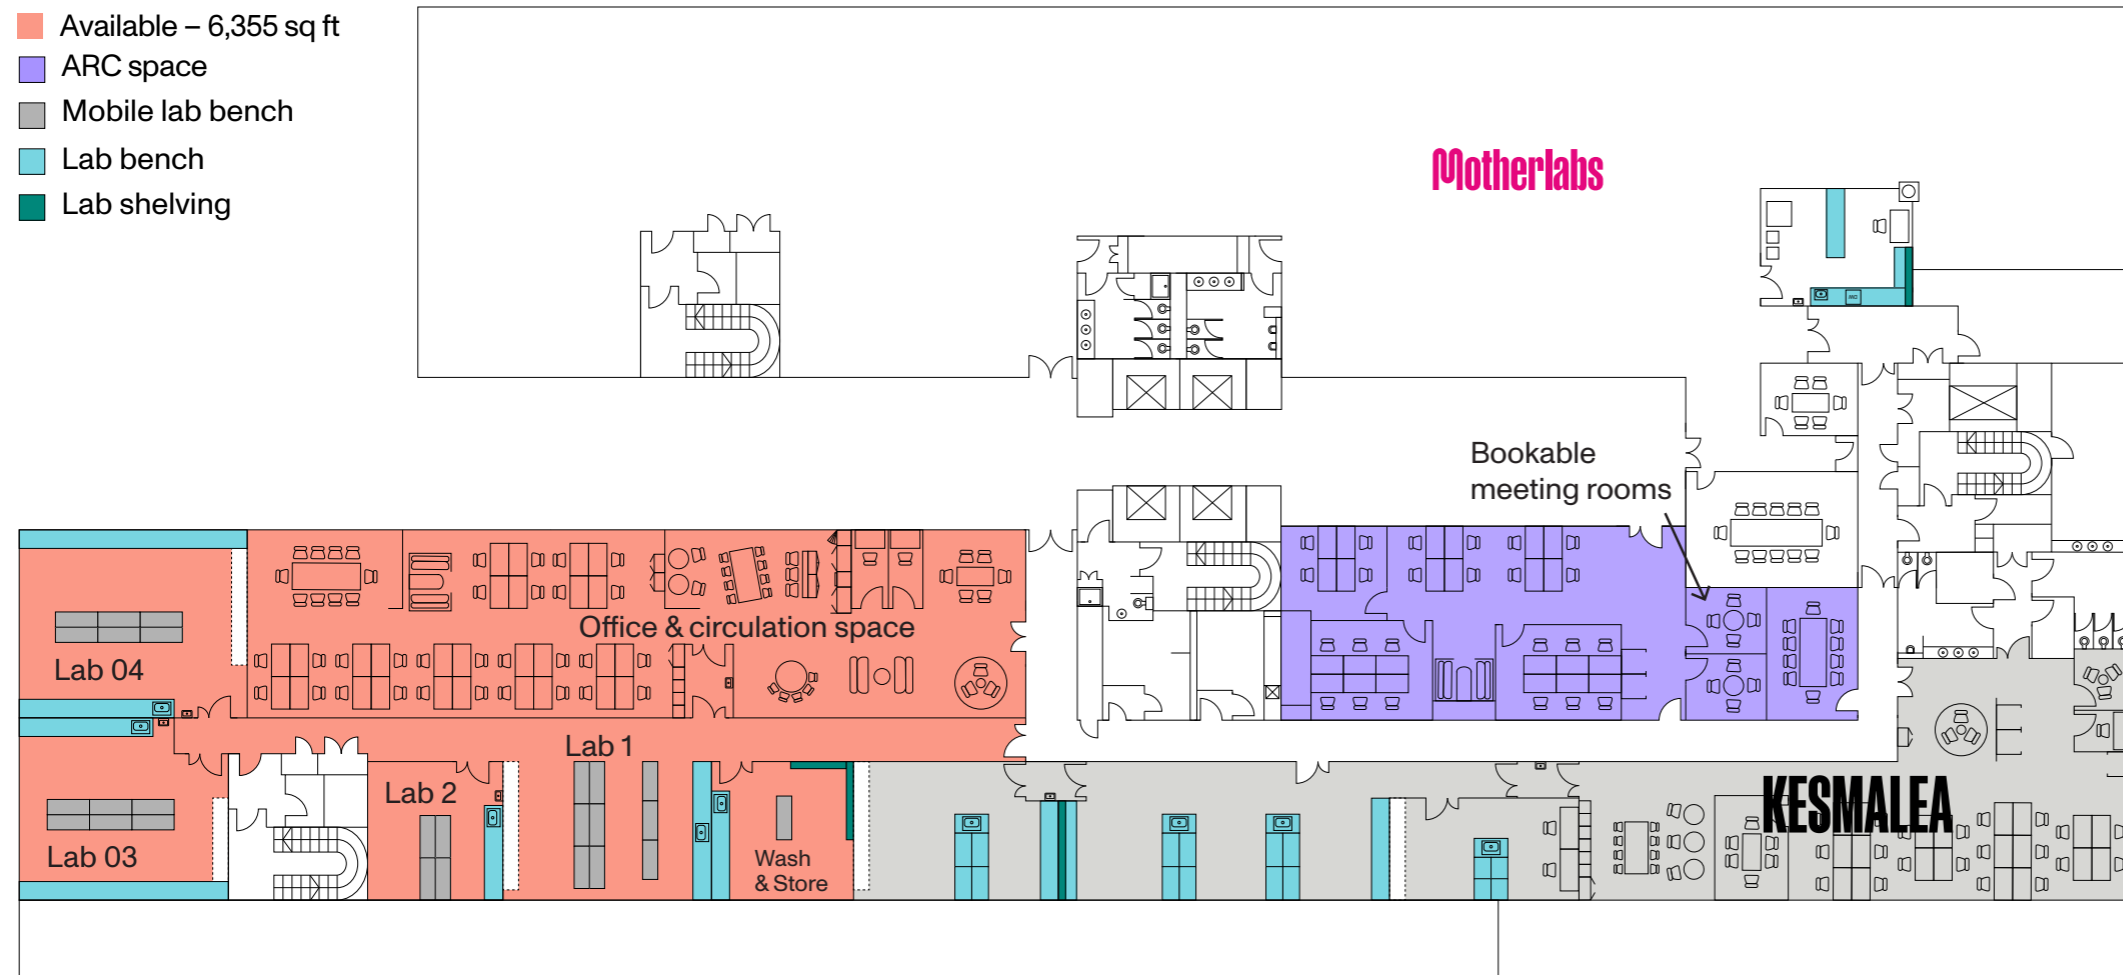 Available – 6,355 sq ft
ARC space
Mobile lab bench
Lab bench
Lab shelving
Motherlabs
Bookable
meeting rooms
Office & circulation space
Lab 04
Lab 1
Lab 2
KESMALEA
Lab 03
Wash
& Store